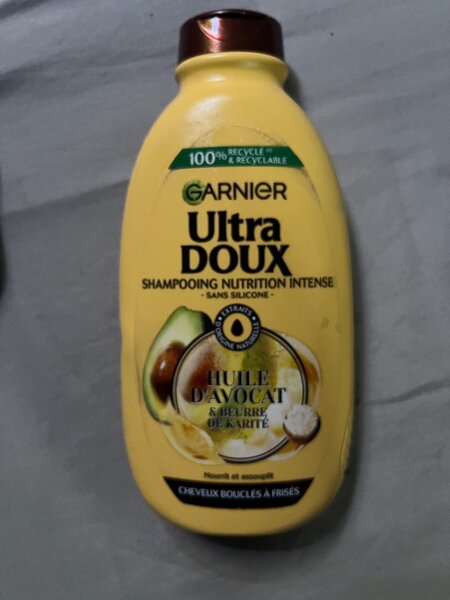 100% RECYCLÉ (1)
& RECYCLABLE
GARNIER
Ultra
DOUX
SHAMPOOING NUTRITION INTENSE
- SANS SILICONE -
• EXTRAITS •
D'ORIGINE NATURELLE
HUILE
D'AVOCAT
& BEURRE
DE KARITÉ
Nourrit et assouplit
CHEVEUX BOUCLÉS À FRISÉS